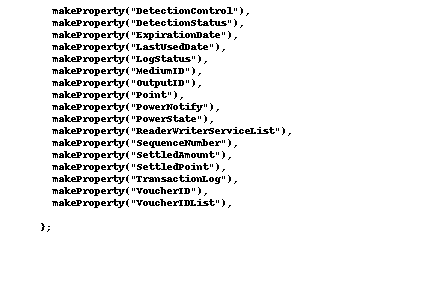 makeProperty("DetectionControl"),
makeProperty("DetectionStatus"),
makeProperty("ExpirationDate"),
makeProperty("LastUsedDate"),
makeProperty("LogStatus"),
makeProperty("MediumID"),
makeProperty("OutputID"),
makeProperty("Point"),
makeProperty("PowerNotify"),
makeProperty("PowerState"),
makeProperty("ReaderWriterServiceList"),
makeProperty("SequenceNumber"),
makeProperty("SettledAmount"),
makeProperty("SettledPoint"),
makeProperty("TransactionLog"),
makeProperty("VoucherID"),
makeProperty("VoucherIDList"),
};